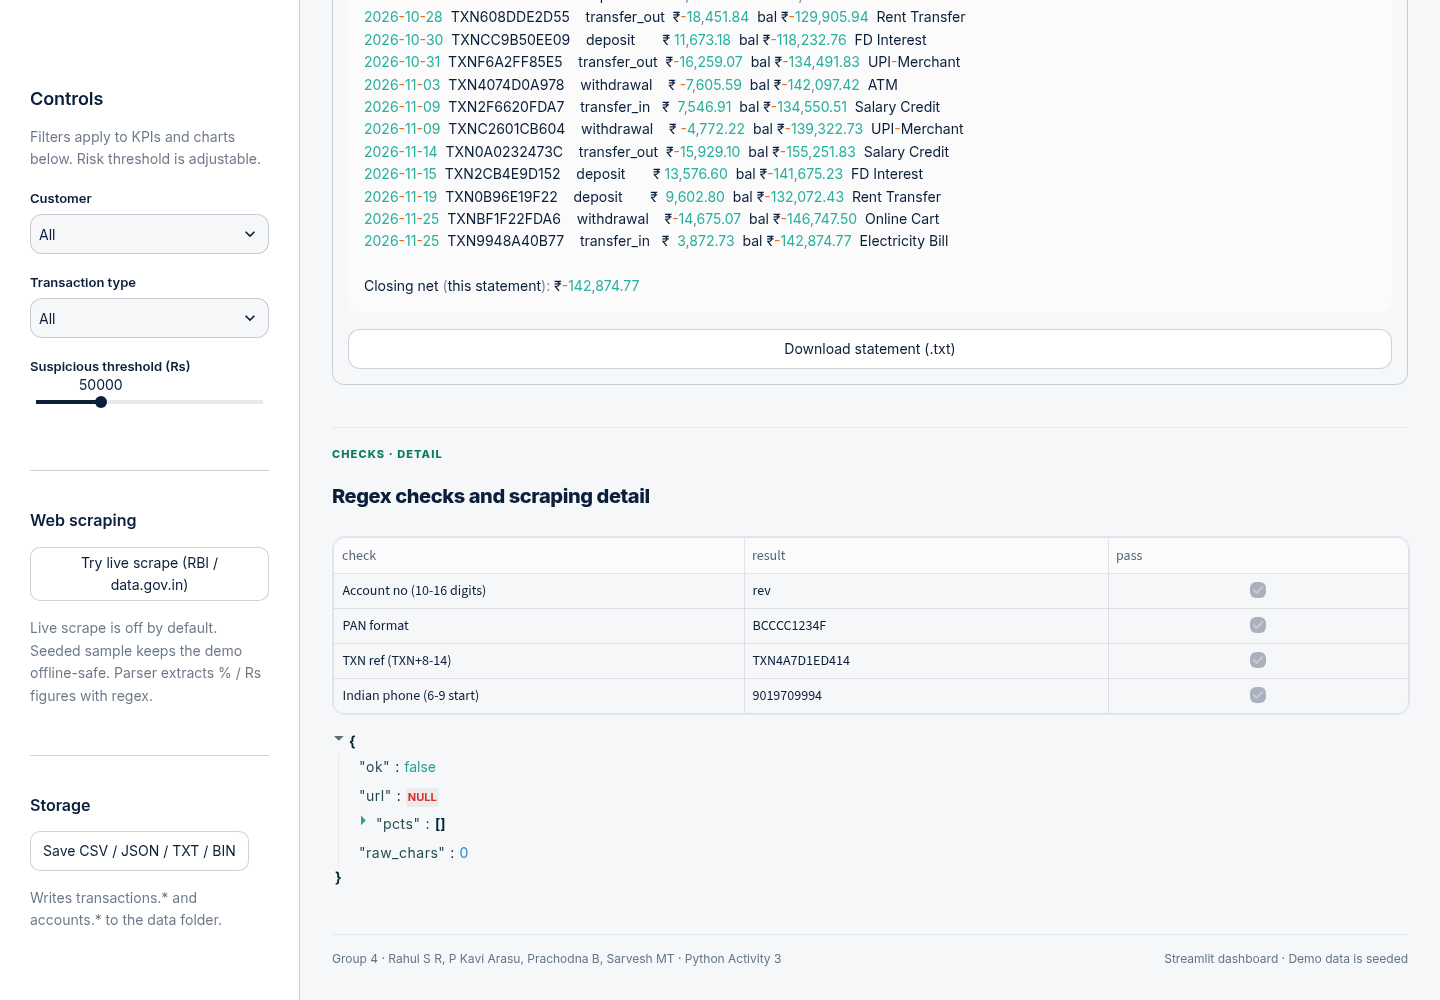 Controls
Filters apply to KPIs and charts
below. Risk threshold is adjustable.
Customer
All
Transaction type
All
Suspicious threshold (Rs)
50000
Web scraping
Try live scrape (RBI /
data.gov.in)
Live scrape is off by default.
Seeded sample keeps the demo
offline-safe. Parser extracts % / Rs
figures with regex.
Storage
Save CSV / JSON / TXT / BIN
Writes transactions.* and
accounts.* to the data folder.
2026-10-28 TXN608DDE2D55 transfer_out ₹-18,451.84 bal ₹-129,905.94 Rent Transfer
2026-10-30 TXNCC9B50EE09 deposit ₹ 11,673.18 bal ₹-118,232.76 FD Interest
2026-10-31 TXNF6A2FF85E5 transfer_out ₹-16,259.07 bal ₹-134,491.83 UPI-Merchant
2026-11-03 TXN4074D0A978 withdrawal ₹ -7,605.59 bal ₹-142,097.42 ATM
2026-11-09 TXN2F6620FDA7 transfer_in ₹ 7,546.91 bal ₹-134,550.51 Salary Credit
2026-11-09 TXNC2601CB604 withdrawal ₹ -4,772.22 bal ₹-139,322.73 UPI-Merchant
2026-11-14 TXN0A0232473C transfer_out ₹-15,929.10 bal ₹-155,251.83 Salary Credit
2026-11-15 TXN2CB4E9D152 deposit ₹ 13,576.60 bal ₹-141,675.23 FD Interest
2026-11-19 TXN0B96E19F22 deposit ₹ 9,602.80 bal ₹-132,072.43 Rent Transfer
2026-11-25 TXNBF1F22FDA6 withdrawal ₹-14,675.07 bal ₹-146,747.50 Online Cart
2026-11-25 TXN9948A40B77 transfer_in ₹ 3,872.73 bal ₹-142,874.77 Electricity Bill
Closing net (this statement): ₹-142,874.77
Download statement (.txt)
CHECKS · DETAIL
Regex checks and scraping detail
check result pass
Account no (10-16 digits) rev
PAN format BCCCC1234F
TXN ref (TXN+8-14) TXN4A7D1ED414
Indian phone (6-9 start) 9019709994
{
"ok" : false
"url" : NULL
"pcts" : []
"raw_chars" : 0
}
Group 4 · Rahul S R, P Kavi Arasu, Prachodna B, Sarvesh MT · Python Activity 3
Streamlit dashboard · Demo data is seeded